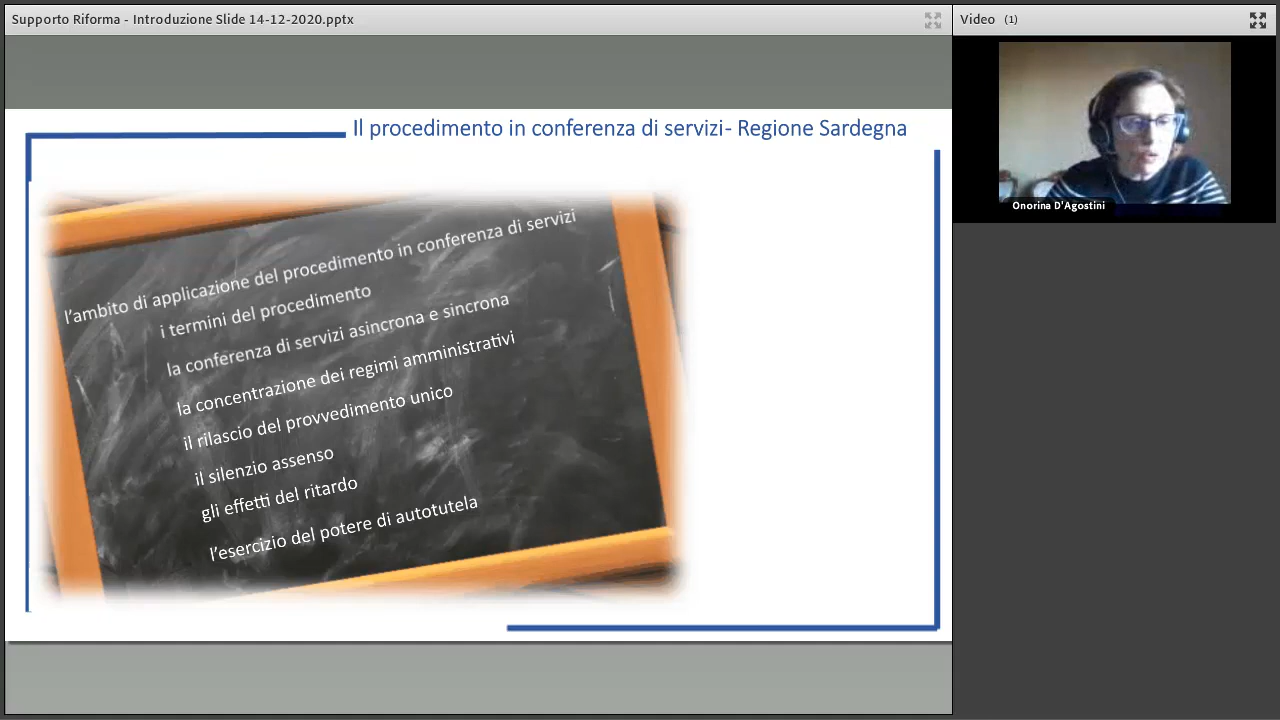 Supporto Riforma - Introduzione Slide 14-12-2020.pptx
Video (1)
Onorina D'Agostini
Il procedimento in conferenza di servizi- Regione Sardegna
l'ambito di applicazione del procedimento in conferenza di servizi
i termini del procedimento
la conferenza di servizi asincrona e sincrona
la concentrazione dei regimi amministrativi
il rilascio del provvedimento unico
il silenzio assenso
gli effetti del ritardo
l'esercizio del potere di autotutela